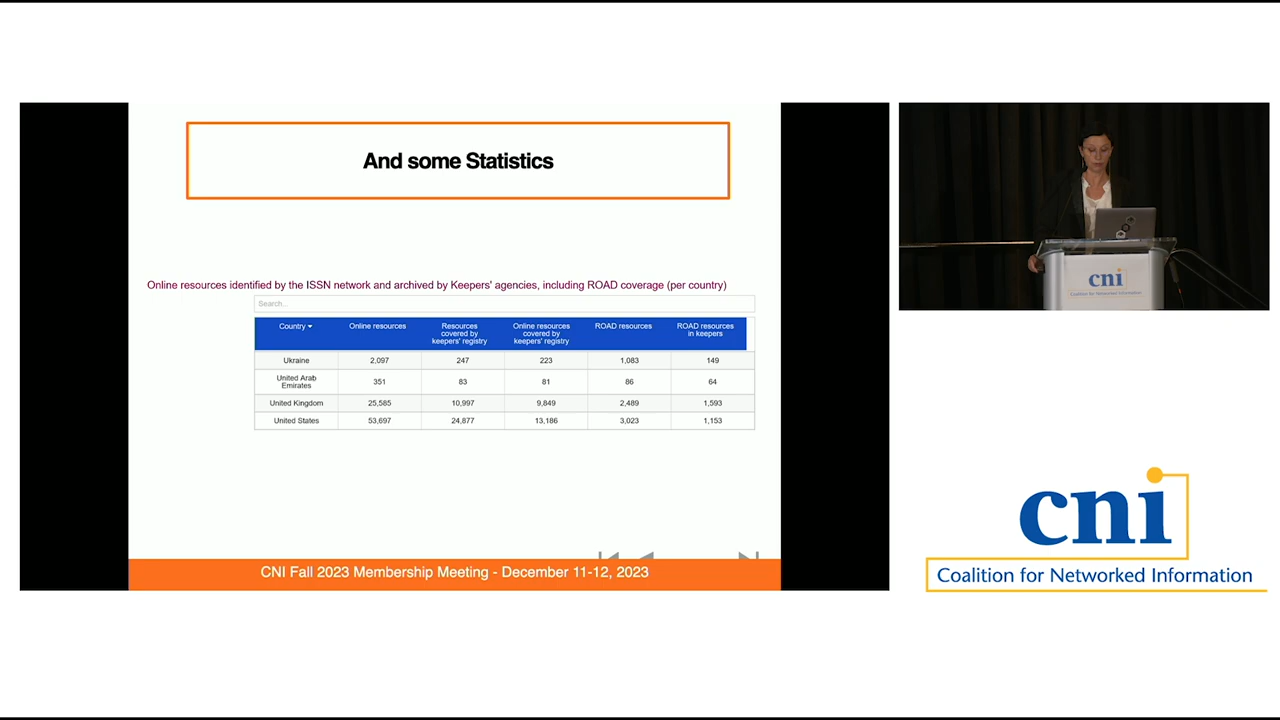 And some Statistics
Online resources identified by the ISSN network and archived by Keepers' agencies, including ROAD coverage (per country)
Search...
Country Online resources Resources covered by keepers' registry Online resources covered by keepers' registry ROAD resources ROAD resources in keepers
Ukraine 2,097 247 223 1,083 149
United Arab Emirates 351 83 81 86 64
United Kingdom 25,585 10,997 9,849 2,489 1,593
United States 53,697 24,877 13,186 3,023 1,153
CNI Fall 2023 Membership Meeting - December 11-12, 2023
cni
Coalition for Networked Information
cni
Coalition for Networked Information